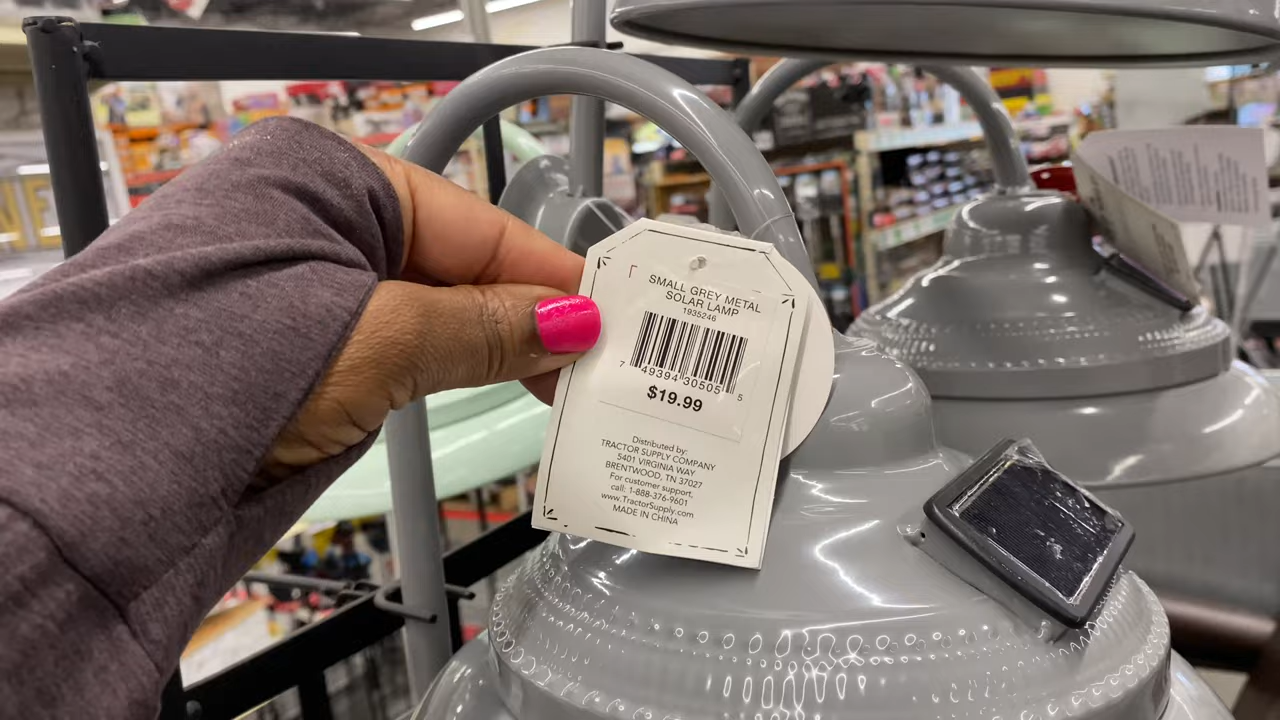 SMALL GREY METAL
SOLAR LAMP
1935246
7 49394 30505 5
$19.99
Distributed by:
TRACTOR SUPPLY COMPANY
5401 VIRGINIA WAY
BRENTWOOD, TN 37027
For customer support,
call: 1-888-376-9601
www.TractorSupply.com
MADE IN CHINA